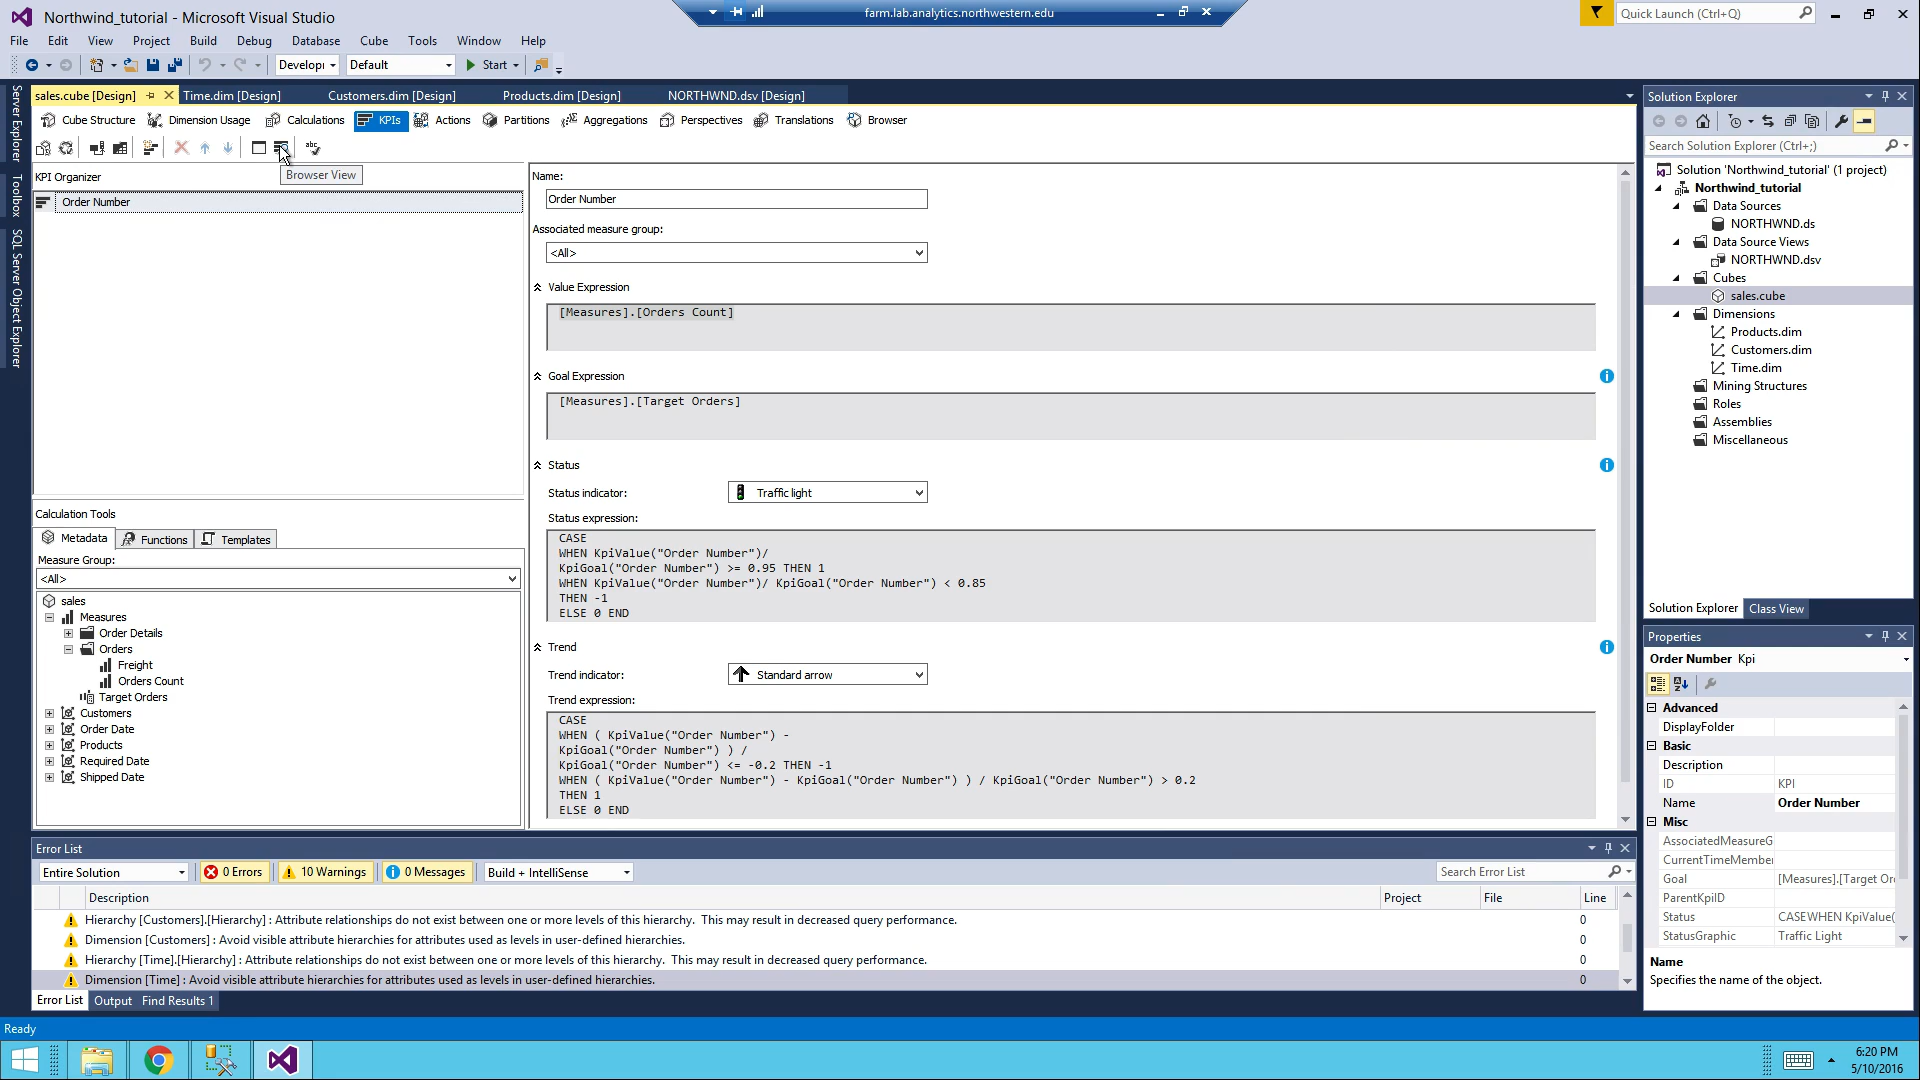 Northwind_tutorial - Microsoft Visual Studio
farm.lab.analytics.northwestern.edu
Quick Launch (Ctrl+Q)
File Edit View Project Build Debug Database Cube Tools Window Help
Developı Default Start
sales.cube [Design] Time.dim [Design] Customers.dim [Design] Products.dim [Design] NORTHWND.dsv [Design]
Cube Structure Dimension Usage Calculations KPIs Actions Partitions Aggregations Perspectives Translations Browser
abc
Browser View
Server Explorer
Toolbox
SQL Server Object Explorer
KPI Organizer
Order Number
Calculation Tools
Metadata Functions Templates
Measure Group:
<All>
sales
Measures
Order Details
Orders
Freight
Orders Count
Target Orders
Customers
Order Date
Products
Required Date
Shipped Date
Name:
Order Number
Associated measure group:
<All>
Value Expression
[Measures].[Orders Count]
Goal Expression
[Measures].[Target Orders]
Status
Status indicator: Traffic light
Status expression:
CASE
WHEN KpiValue("Order Number")/
KpiGoal("Order Number") >= 0.95 THEN 1
WHEN KpiValue("Order Number")/ KpiGoal("Order Number") < 0.85
THEN -1
ELSE 0 END
Trend
Trend indicator: Standard arrow
Trend expression:
CASE
WHEN ( KpiValue("Order Number") -
KpiGoal("Order Number") ) /
KpiGoal("Order Number") <= -0.2 THEN -1
WHEN ( KpiValue("Order Number") - KpiGoal("Order Number") ) / KpiGoal("Order Number") > 0.2
THEN 1
ELSE 0 END
Solution Explorer
Search Solution Explorer (Ctrl+;)
Solution 'Northwind_tutorial' (1 project)
Northwind_tutorial
Data Sources
NORTHWND.ds
Data Source Views
NORTHWND.dsv
Cubes
sales.cube
Dimensions
Products.dim
Customers.dim
Time.dim
Mining Structures
Roles
Assemblies
Miscellaneous
Solution Explorer Class View
Properties
Order Number Kpi
Advanced
DisplayFolder
Basic
Description
ID KPI
Name Order Number
Misc
AssociatedMeasureG
CurrentTimeMember
Goal [Measures].[Target Or
ParentKpiID
Status CASEWHEN KpiValue(
StatusGraphic Traffic Light
Name
Specifies the name of the object.
Error List
Entire Solution 0 Errors 10 Warnings 0 Messages Build + IntelliSense Search Error List
Description Project File Line
Hierarchy [Customers].[Hierarchy] : Attribute relationships do not exist between one or more levels of this hierarchy. This may result in decreased query performance. 0
Dimension [Customers] : Avoid visible attribute hierarchies for attributes used as levels in user-defined hierarchies. 0
Hierarchy [Time].[Hierarchy] : Attribute relationships do not exist between one or more levels of this hierarchy. This may result in decreased query performance. 0
Dimension [Time] : Avoid visible attribute hierarchies for attributes used as levels in user-defined hierarchies. 0
Error List Output Find Results 1
Ready
6:20 PM
5/10/2016